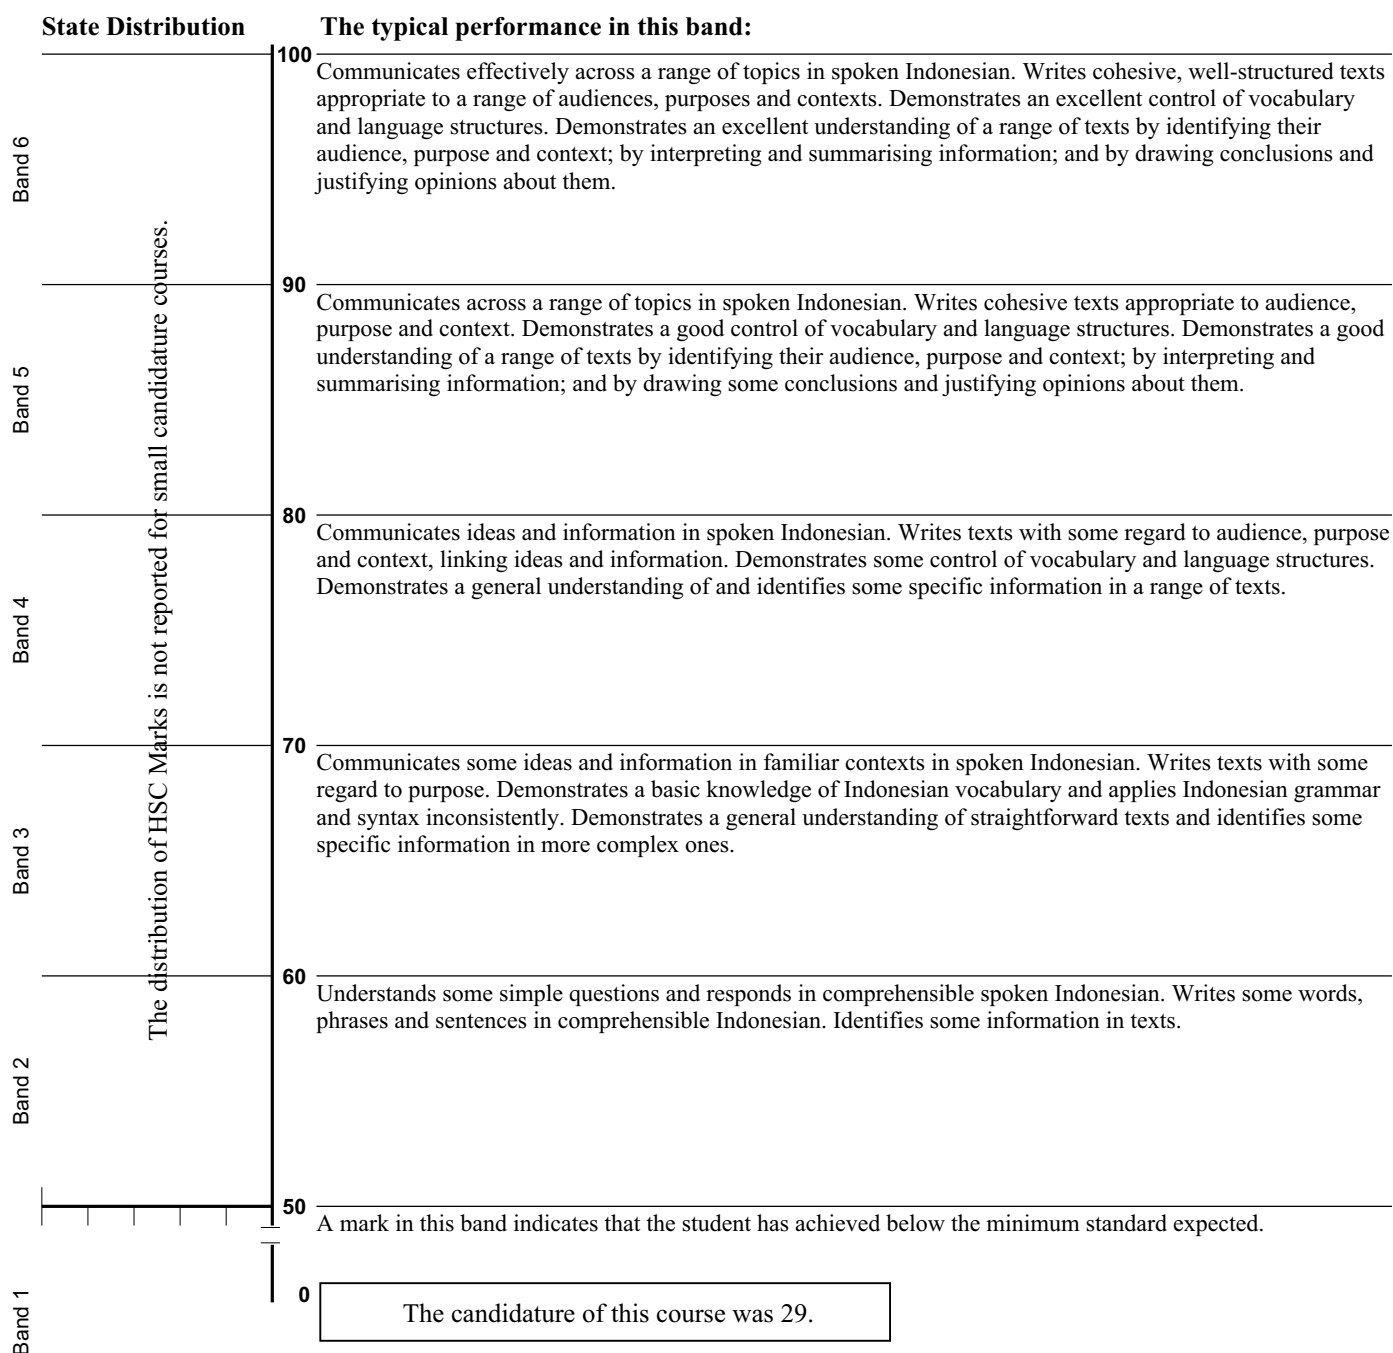 State Distribution
The typical performance in this band:
100
Communicates effectively across a range of topics in spoken Indonesian. Writes cohesive, well-structured texts
appropriate to a range of audiences, purposes and contexts. Demonstrates an excellent control of vocabulary
and language structures. Demonstrates an excellent understanding of a range of texts by identifying their
audience, purpose and context; by interpreting and summarising information; and by drawing conclusions and
justifying opinions about them.
Band 6
The distribution of HSC Marks is not reported for small candidature courses.
90
Communicates across a range of topics in spoken Indonesian. Writes cohesive texts appropriate to audience,
purpose and context. Demonstrates a good control of vocabulary and language structures. Demonstrates a good
understanding of a range of texts by identifying their audience, purpose and context; by interpreting and
summarising information; and by drawing some conclusions and justifying opinions about them.
Band 5
80
Communicates ideas and information in spoken Indonesian. Writes texts with some regard to audience, purpose
and context, linking ideas and information. Demonstrates some control of vocabulary and language structures.
Demonstrates a general understanding of and identifies some specific information in a range of texts.
Band 4
70
Communicates some ideas and information in familiar contexts in spoken Indonesian. Writes texts with some
regard to purpose. Demonstrates a basic knowledge of Indonesian vocabulary and applies Indonesian grammar
and syntax inconsistently. Demonstrates a general understanding of straightforward texts and identifies some
specific information in more complex ones.
Band 3
60
Understands some simple questions and responds in comprehensible spoken Indonesian. Writes some words,
phrases and sentences in comprehensible Indonesian. Identifies some information in texts.
Band 2
50
A mark in this band indicates that the student has achieved below the minimum standard expected.
0
Band 1
The candidature of this course was 29.